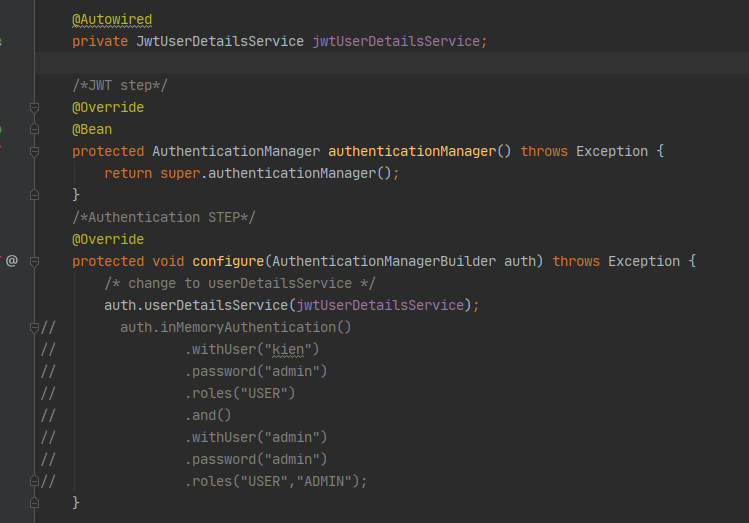 @Autowired
private JwtUserDetailsService jwtUserDetailsService;
/*JWT step*/
@Override
@Bean
protected AuthenticationManager authenticationManager() throws Exception {
return super.authenticationManager();
}
/*Authentication STEP*/
@Override
@ protected void configure(AuthenticationManagerBuilder auth) throws Exception {
/* change to userDetailsService */
auth.userDetailsService(jwtUserDetailsService);
// auth.inMemoryAuthentication()
// .withUser("kien")
// .password("admin")
// .roles("USER")
// .and()
// .withUser("admin")
// .password("admin")
// .roles("USER","ADMIN");
}